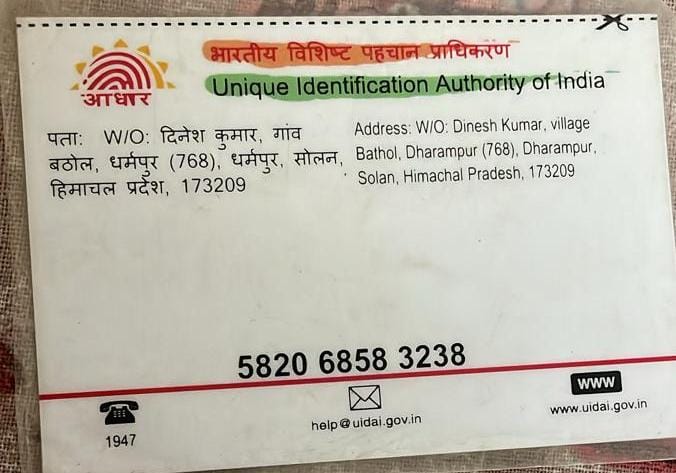 भारतीय विशिष्ट पहचान प्राधिकरण
Unique Identification Authority of India
आधार
पता: W/O: दिनेश कुमार, गांव
बठोल, धर्मपुर (768), धर्मपुर, सोलन,
हिमाचल प्रदेश, 173209
Address: W/O: Dinesh Kumar, village
Bathol, Dharampur (768), Dharampur,
Solan, Himachal Pradesh, 173209
5820 6858 3238
1947
help@uidai.gov.in
WWW
www.uidai.gov.in